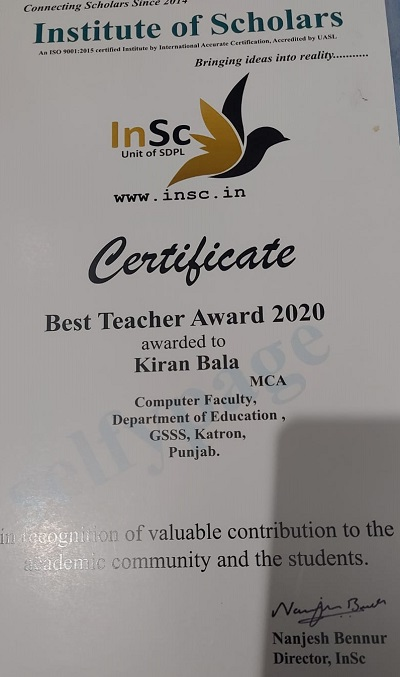 Connecting Scholars Since 2014
Institute of Scholars
An ISO 9001:2015 certified Institute by International Accurate Certification, Accredited by UASL
Bringing ideas into reality...........
InSc
Unit of SDPL
www.insc.in
Certificate
Best Teacher Award 2020
awarded to
Kiran Bala
MCA
Computer Faculty,
Department of Education ,
GSSS, Katron,
Punjab.
selfypage
in recognition of valuable contribution to the
academic community and the students.
Nanjesh Bennur
Director, InSc